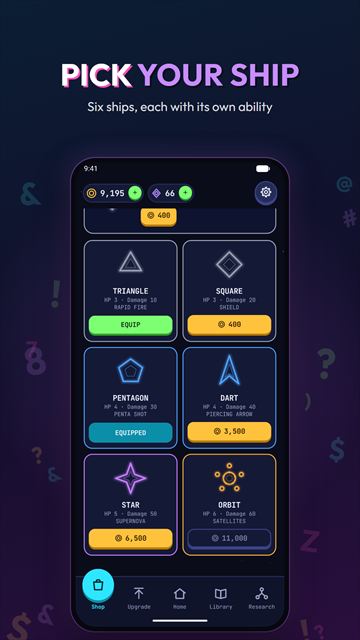 PICK YOUR SHIP
Six ships, each with its own ability
9:41
9,195 + 66 +
400
TRIANGLE
HP 3 · Damage 10
RAPID FIRE
EQUIP
SQUARE
HP 3 · Damage 20
SHIELD
400
PENTAGON
HP 4 · Damage 30
PENTA SHOT
EQUIPPED
DART
HP 4 · Damage 40
PIERCING ARROW
3,500
STAR
HP 5 · Damage 50
SUPERNOVA
6,500
ORBIT
HP 6 · Damage 60
SATELLITES
11,000
Shop Upgrade Home Library Research
& @ # ! Z 8 ? ) ? & $ Z $ & ! ?